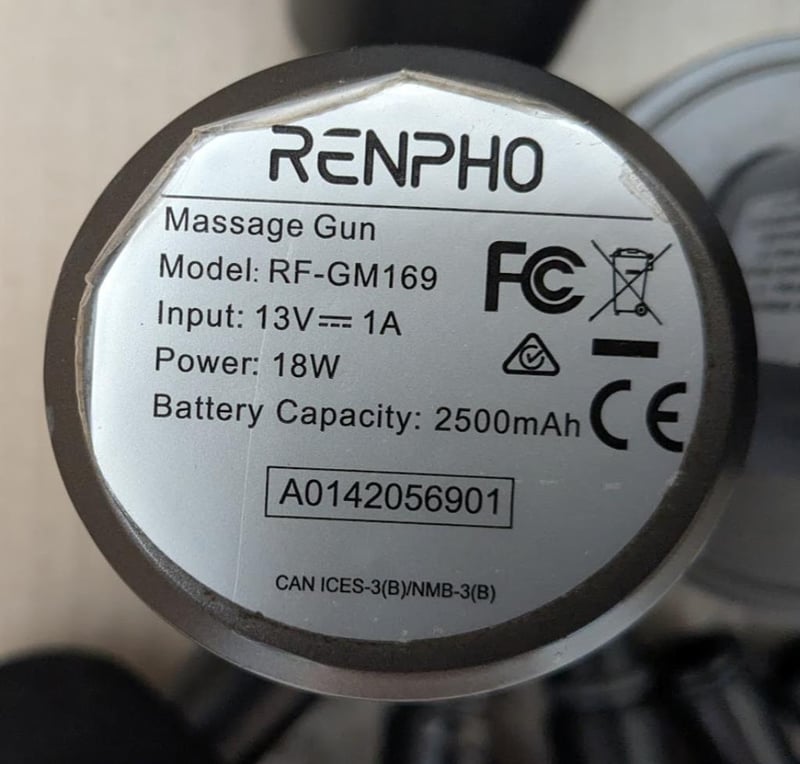 RENPHO
Massage Gun
Model: RF-GM169
Input: 13V⎓1A
Power: 18W
Battery Capacity: 2500mAh
FC
CE
A0142056901
CAN ICES-3(B)/NMB-3(B)